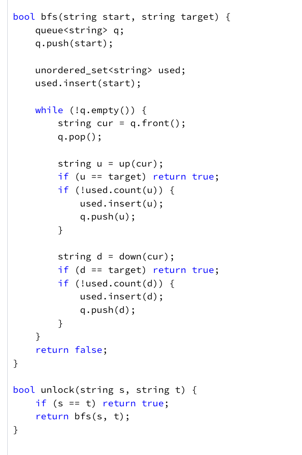 bool bfs(string start, string target) {
    queue<string> q;
    q.push(start);

    unordered_set<string> used;
    used.insert(start);

    while (!q.empty()) {
        string cur = q.front();
        q.pop();

        string u = up(cur);
        if (u == target) return true;
        if (!used.count(u)) {
            used.insert(u);
            q.push(u);
        }

        string d = down(cur);
        if (d == target) return true;
        if (!used.count(d)) {
            used.insert(d);
            q.push(d);
        }
    }
    return false;
}

bool unlock(string s, string t) {
    if (s == t) return true;
    return bfs(s, t);
}